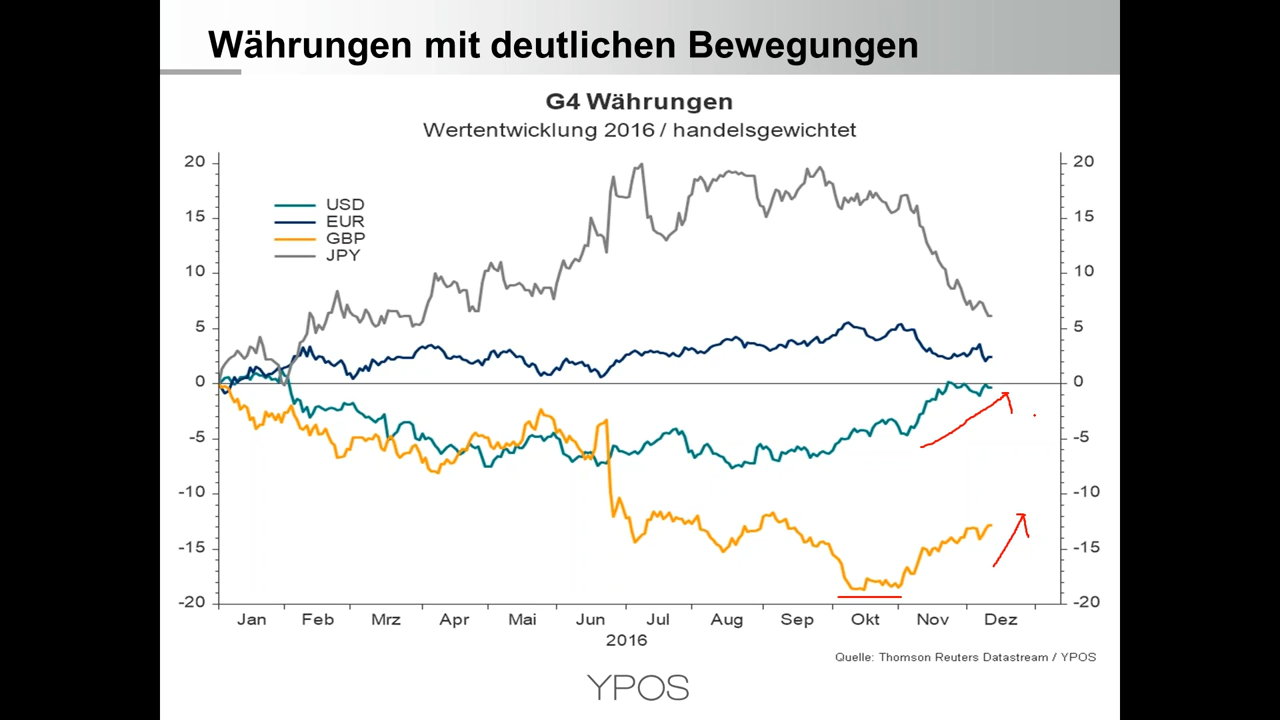 Währungen mit deutlichen Bewegungen
G4 Währungen
Wertentwicklung 2016 / handelsgewichtet
20
15
10
5
0
-5
-10
-15
-20
USD
EUR
GBP
JPY
20
15
10
5
0
-5
-10
-15
-20
Jan Feb Mrz Apr Mai Jun Jul Aug Sep Okt Nov Dez
2016
Quelle: Thomson Reuters Datastream / YPOS
YPOS